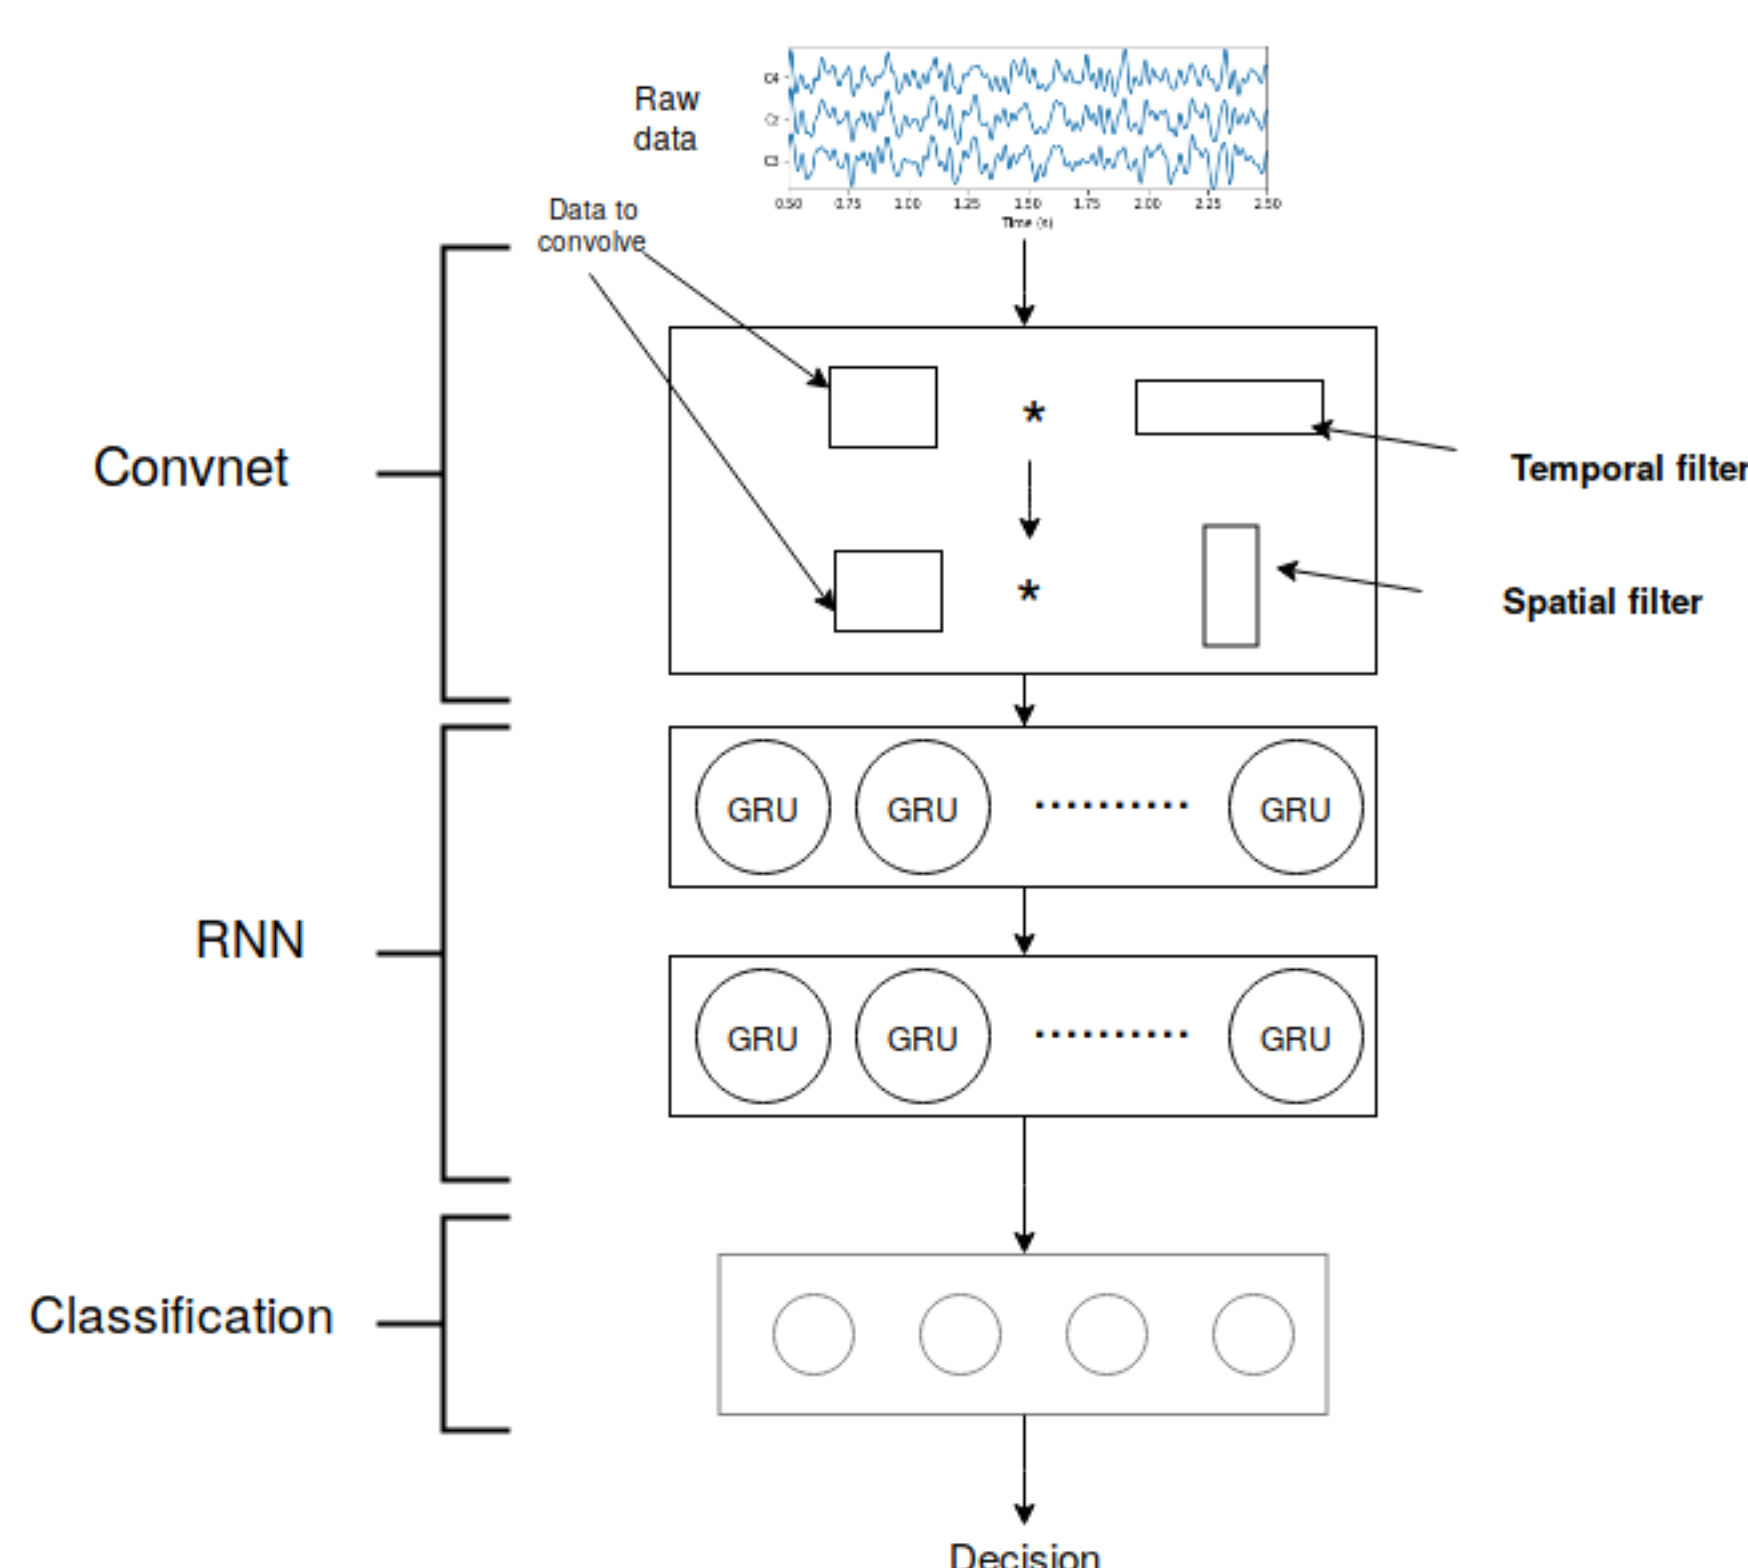 Raw
data
C4
Cz
C3
0.50 0.75 1.00 1.25 1.50 1.75 2.00 2.25 2.50
Time (s)
Data to
convolve
*
Convnet
Temporal filter
*
Spatial filter
GRU GRU .......... GRU
RNN
GRU GRU .......... GRU
Classification
Decision